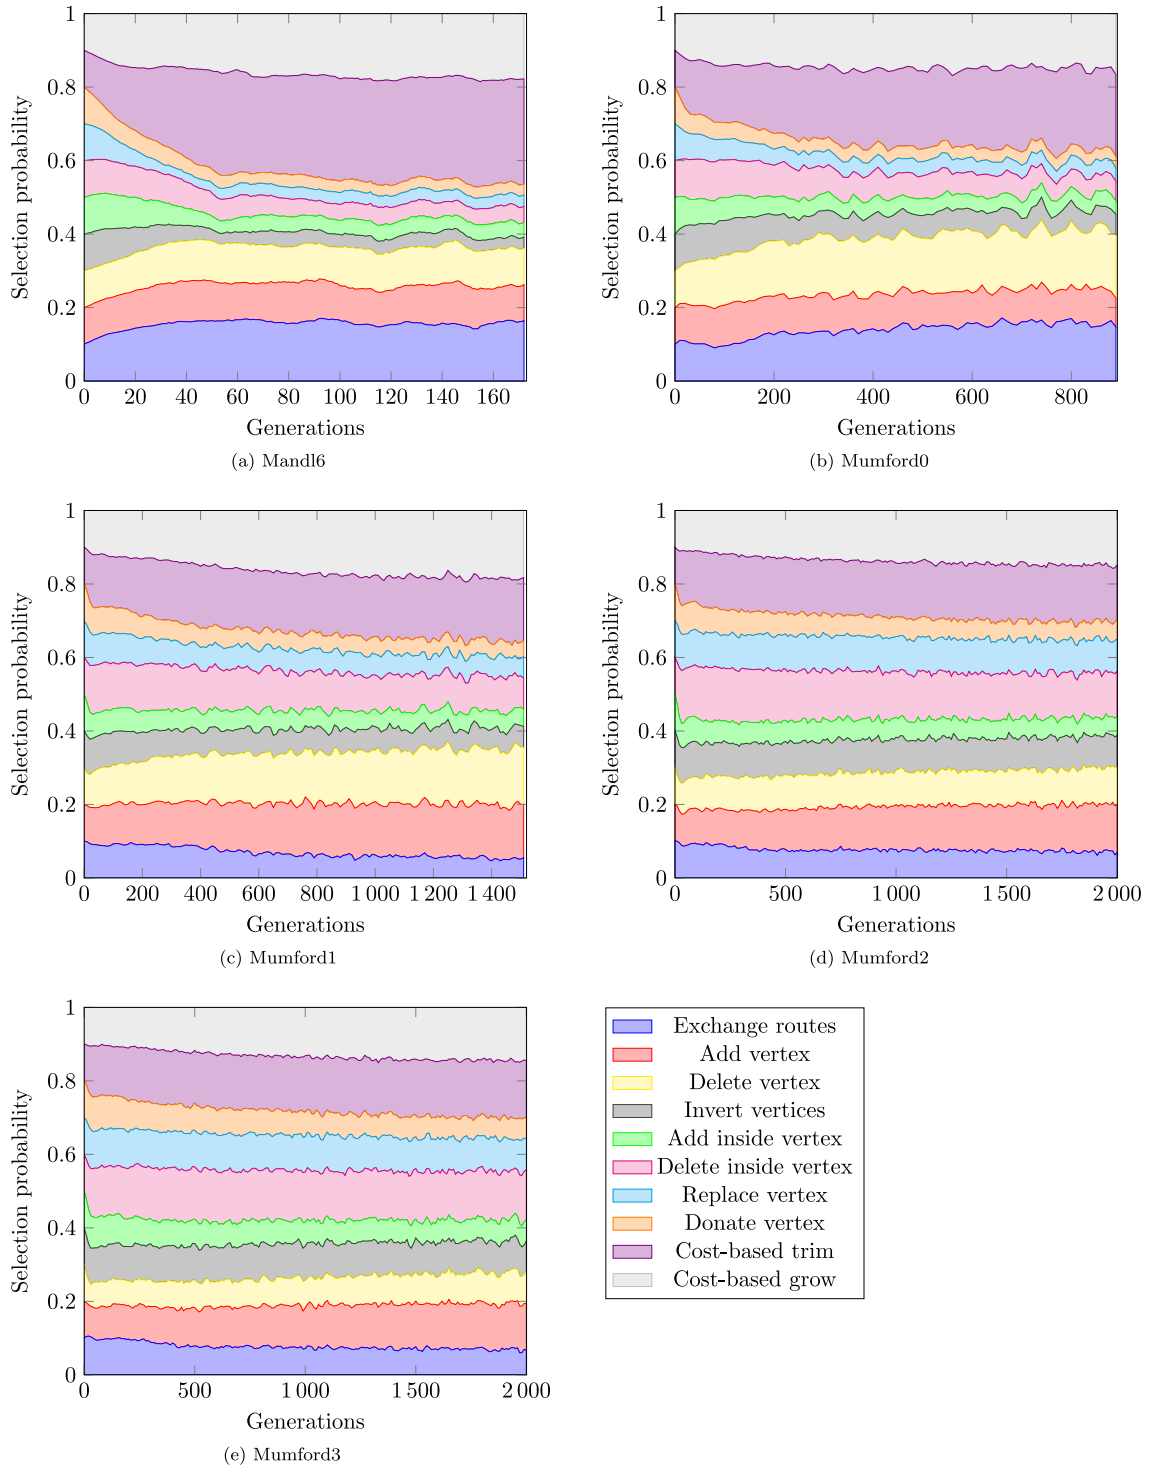 1
0.8
0.6
0.4
0.2
0
Selection probability
0 20 40 60 80 100 120 140 160
Generations
(a) Mandl6
1
0.8
0.6
0.4
0.2
0
Selection probability
0 200 400 600 800
Generations
(b) Mumford0
1
0.8
0.6
0.4
0.2
0
Selection probability
0 200 400 600 800 1 000 1 200 1 400
Generations
(c) Mumford1
1
0.8
0.6
0.4
0.2
0
Selection probability
0 500 1 000 1 500 2 000
Generations
(d) Mumford2
1
0.8
0.6
0.4
0.2
0
Selection probability
0 500 1 000 1 500 2 000
Generations
(e) Mumford3
Exchange routes
Add vertex
Delete vertex
Invert vertices
Add inside vertex
Delete inside vertex
Replace vertex
Donate vertex
Cost-based trim
Cost-based grow